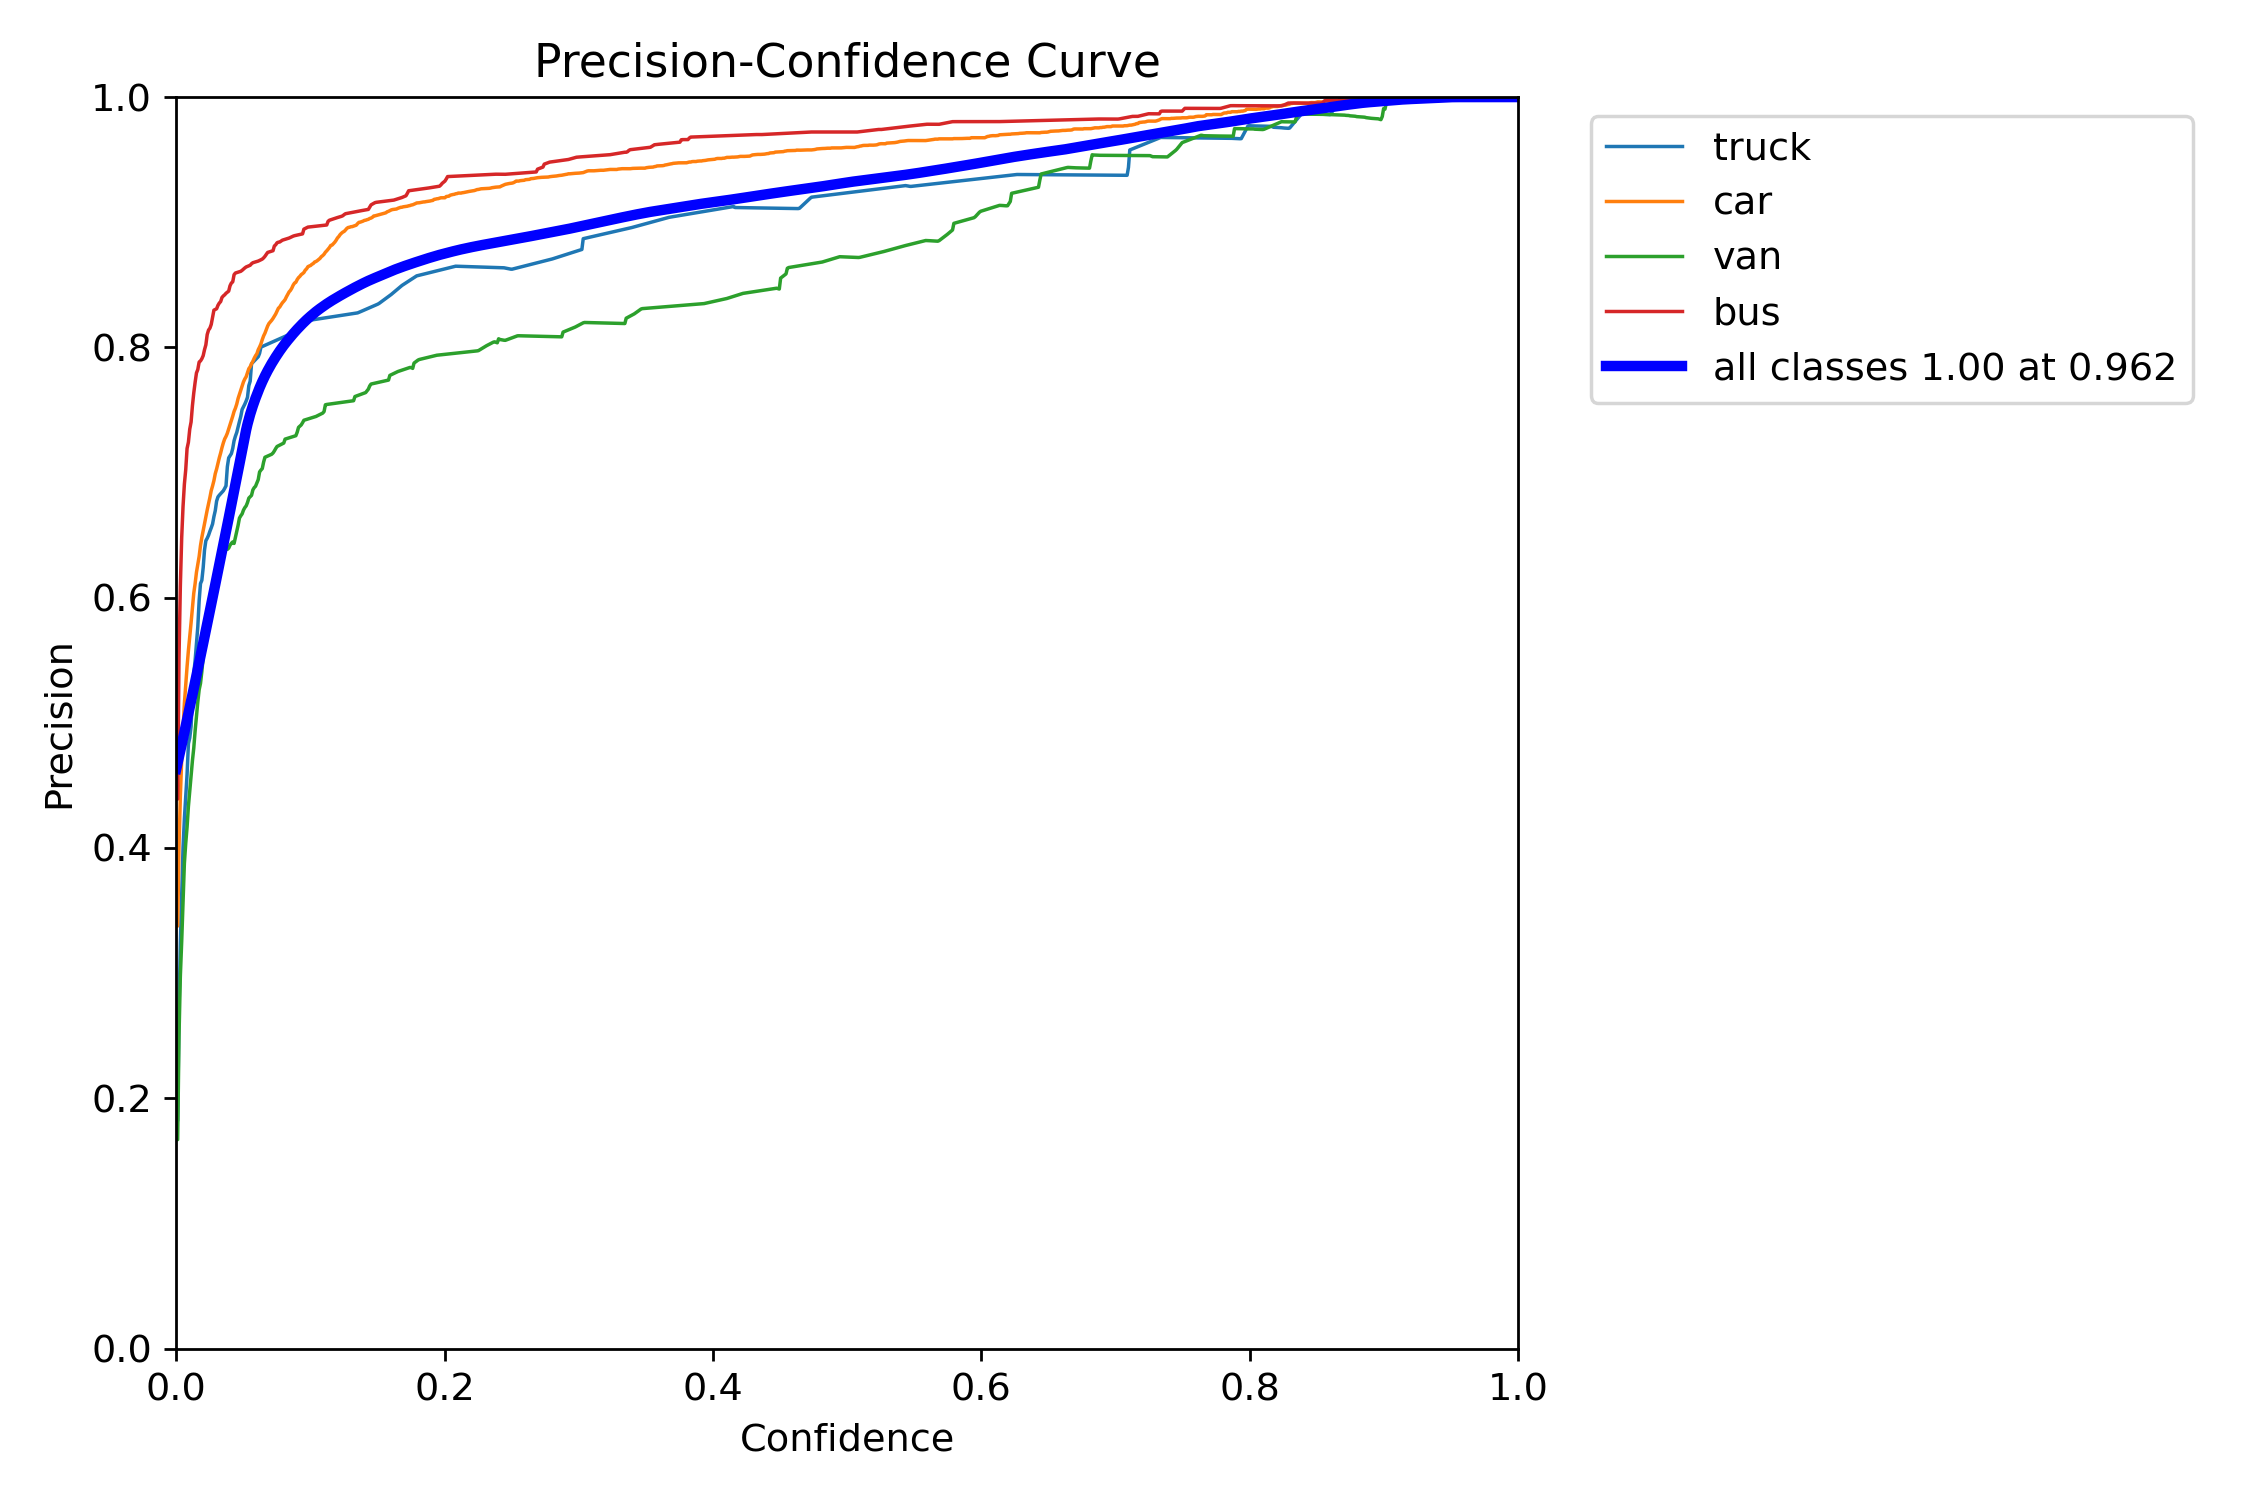 Precision-Confidence Curve
1.0
0.8
0.6
0.4
0.2
0.0
Precision
0.0 0.2 0.4 0.6 0.8 1.0
Confidence
truck
car
van
bus
all classes 1.00 at 0.962